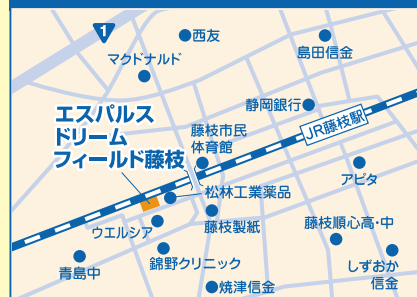 1
西友
マクドナルド
島田信金
エスパルス
ドリーム
フィールド藤枝
静岡銀行
JR藤枝駅
藤枝市民
体育館
アピタ
松林工業薬品
ウエルシア
藤枝製紙
藤枝順心高・中
青島中
錦野クリニック
しずおか
信金
焼津信金